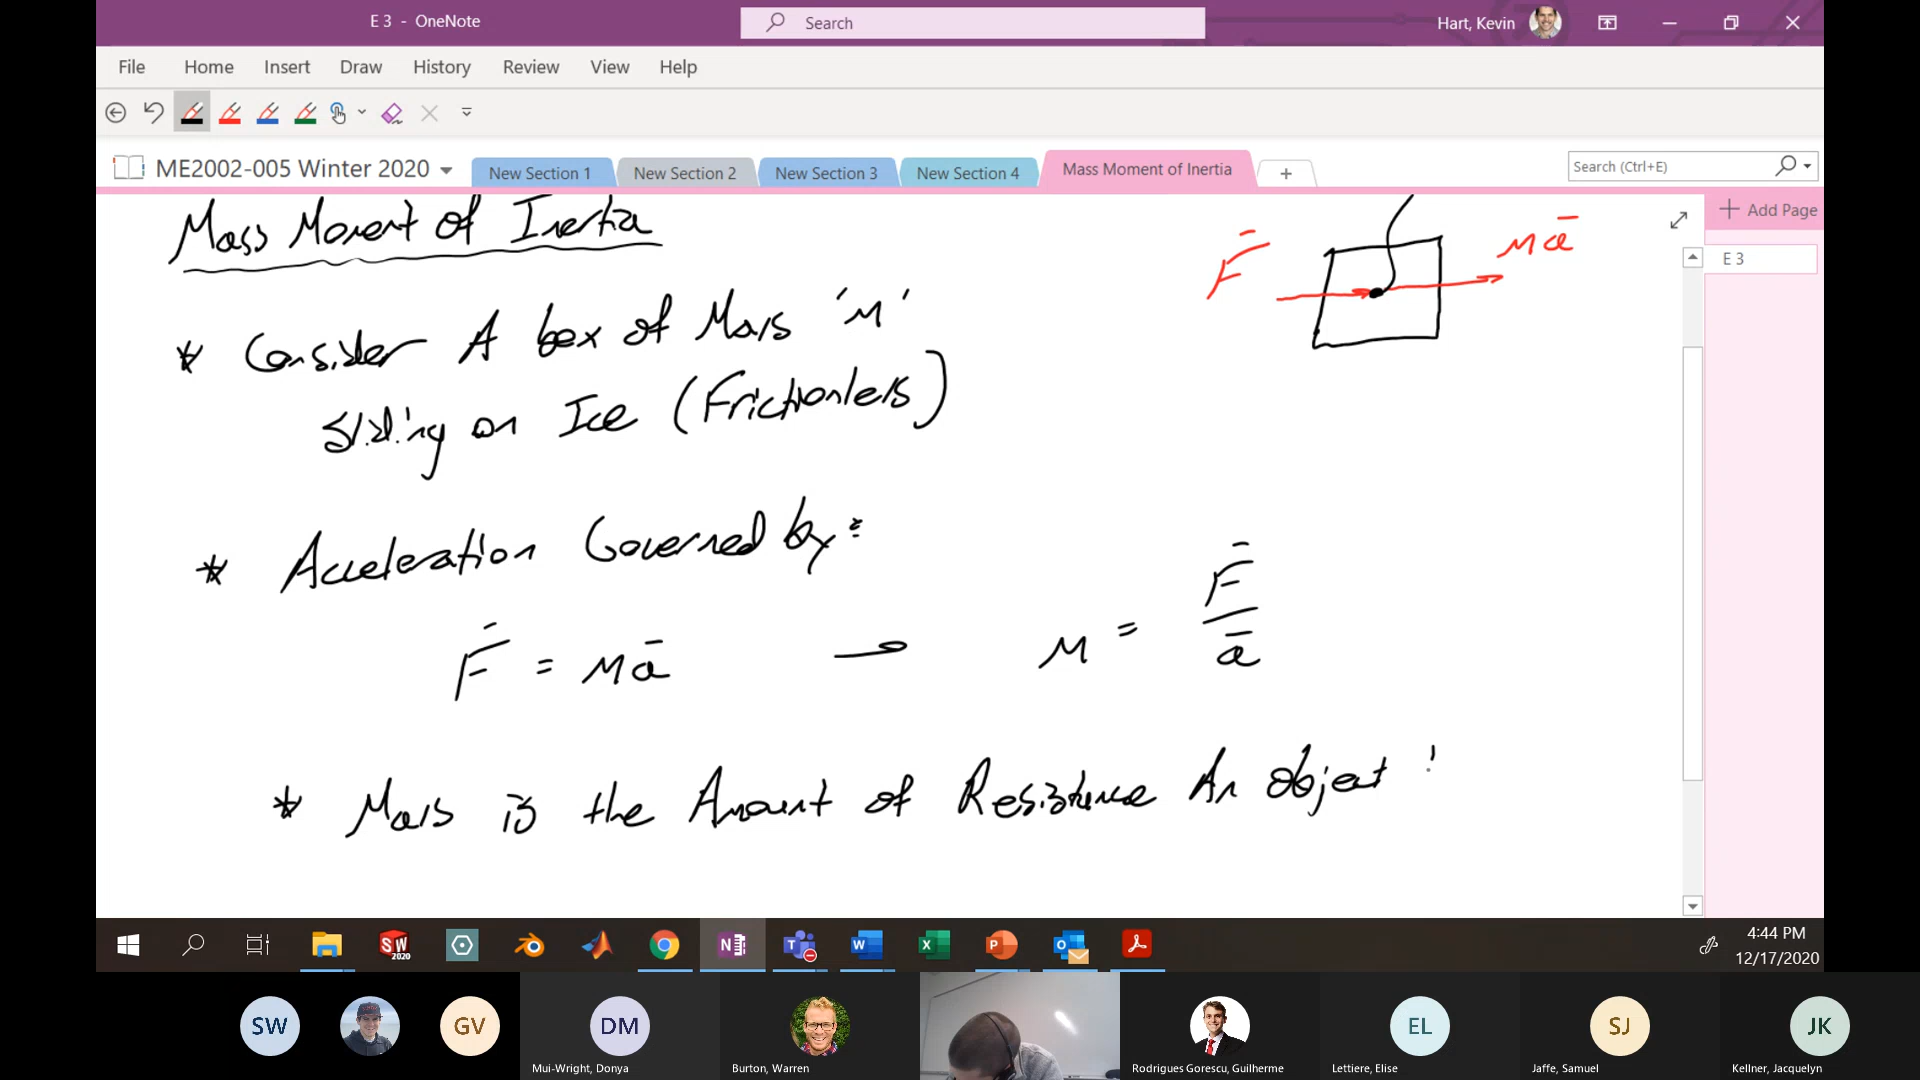 E 3 - OneNote
Search
Hart, Kevin
File Home Insert Draw History Review View Help
ME2002-005 Winter 2020
New Section 1
New Section 2
New Section 3
New Section 4
Mass Moment of Inertia
+
Search (Ctrl+E)
Add Page
E 3
Mass Moment of Inertia
F̄
mā
* Consider A box of Mass 'm'
Sliding on Ice (Frictionless)
* Acceleration Governed by:
F̄ = mā → m = F̄/ā
* Mass is the Amount of Resistence An object
4:44 PM
12/17/2020
SW
2020
N
T
W
X
P
O
SW
GV
DM
EL
SJ
JK
Mui-Wright, Donya
Burton, Warren
Rodrigues Gorescu, Guilherme
Lettiere, Elise
Jaffe, Samuel
Kellner, Jacquelyn